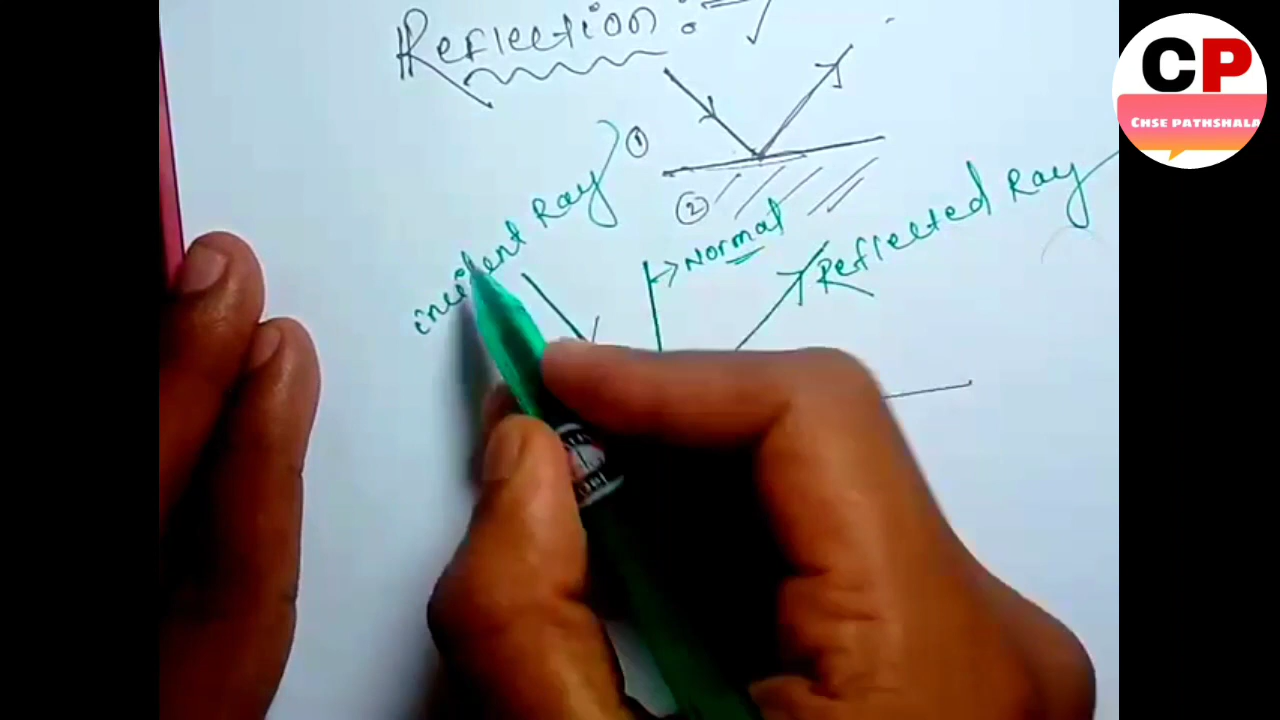 Reflection :
①
②
Normal
incident Ray
Reflected Ray
CP
CHSE PATHSHALA